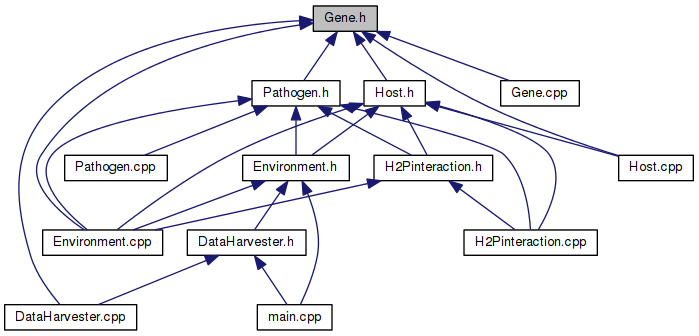 Gene.h
Pathogen.h
Host.h
Gene.cpp
Pathogen.cpp
Environment.h
H2Pinteraction.h
Host.cpp
Environment.cpp
DataHarvester.h
H2Pinteraction.cpp
DataHarvester.cpp
main.cpp